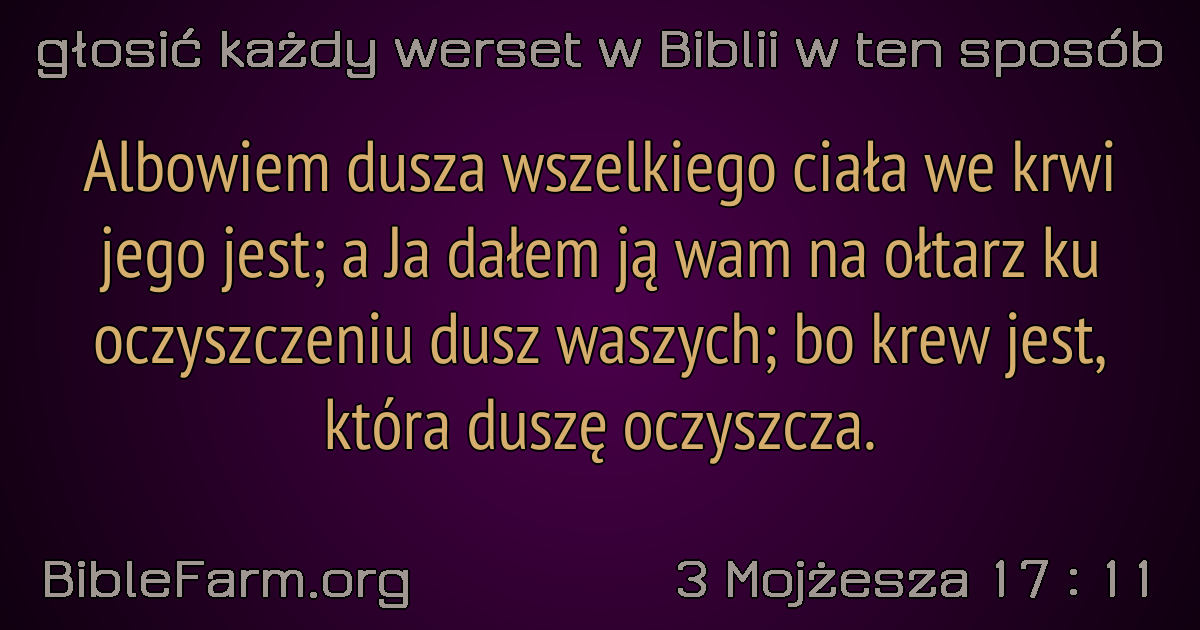 głosić każdy werset w Biblii w ten sposób
Albowiem dusza wszelkiego ciała we krwi
jego jest; a Ja dałem ją wam na ołtarz ku
oczyszczeniu dusz waszych; bo krew jest,
która duszę oczyszcza.
BibleFarm.org
3 Mojżesza 17 : 11